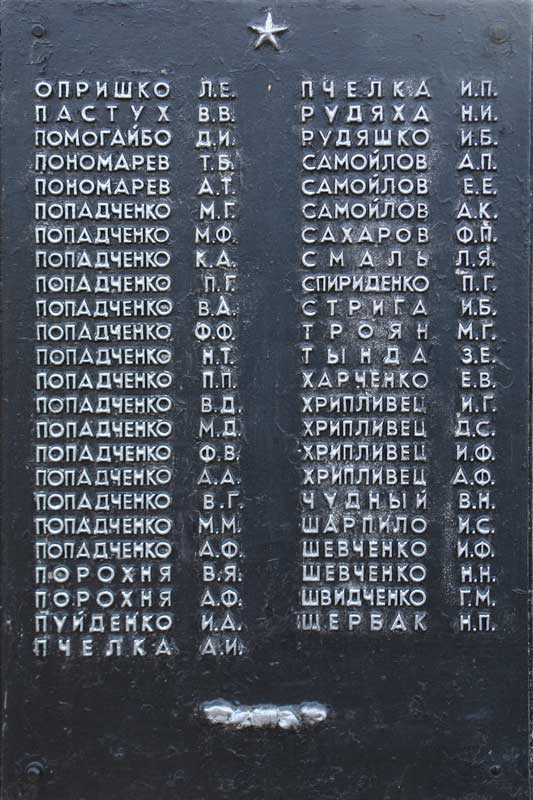 ОПРИШКО Л.Е.
ПАСТУХ В.В.
ПОМОГАЙБО Д.И.
ПОНОМАРЕВ Т.Б.
ПОНОМАРЕВ А.Т.
ПОПАДЧЕНКО М.Г.
ПОПАДЧЕНКО М.Ф.
ПОПАДЧЕНКО К.А.
ПОПАДЧЕНКО П.Г.
ПОПАДЧЕНКО В.А.
ПОПАДЧЕНКО Ф.Ф.
ПОПАДЧЕНКО Н.Т.
ПОПАДЧЕНКО П.П.
ПОПАДЧЕНКО В.Д.
ПОПАДЧЕНКО М.Д.
ПОПАДЧЕНКО Ф.В.
ПОПАДЧЕНКО А.А.
ПОПАДЧЕНКО В.Г.
ПОПАДЧЕНКО М.М.
ПОПАДЧЕНКО А.Ф.
ПОРОХНЯ В.Я.
ПОРОХНЯ А.Ф.
ПУЙДЕНКО И.А.
ПЧЕЛКА А.И.
ПЧЕЛКА И.П.
РУДЯХА Н.И.
РУДЯШКО И.Б.
САМОЙЛОВ А.П.
САМОЙЛОВ Е.Е.
САМОЙЛОВ А.К.
САХАРОВ Ф.П.
СМАЛЬ Л.Я.
СПИРИДЕНКО П.Г.
СТРИГА И.Б.
ТРОЯН М.Г.
ТЫНДА З.Е.
ХАРЧЕНКО Е.В.
ХРИПЛИВЕЦ И.Г.
ХРИПЛИВЕЦ Д.С.
ХРИПЛИВЕЦ И.Ф.
ХРИПЛИВЕЦ А.Ф.
ЧУДНЫЙ В.Н.
ШАРПИЛО И.С.
ШЕВЧЕНКО И.Ф.
ШЕВЧЕНКО Н.Н.
ШВИДЧЕНКО Г.М.
ЩЕРБАК Н.П.